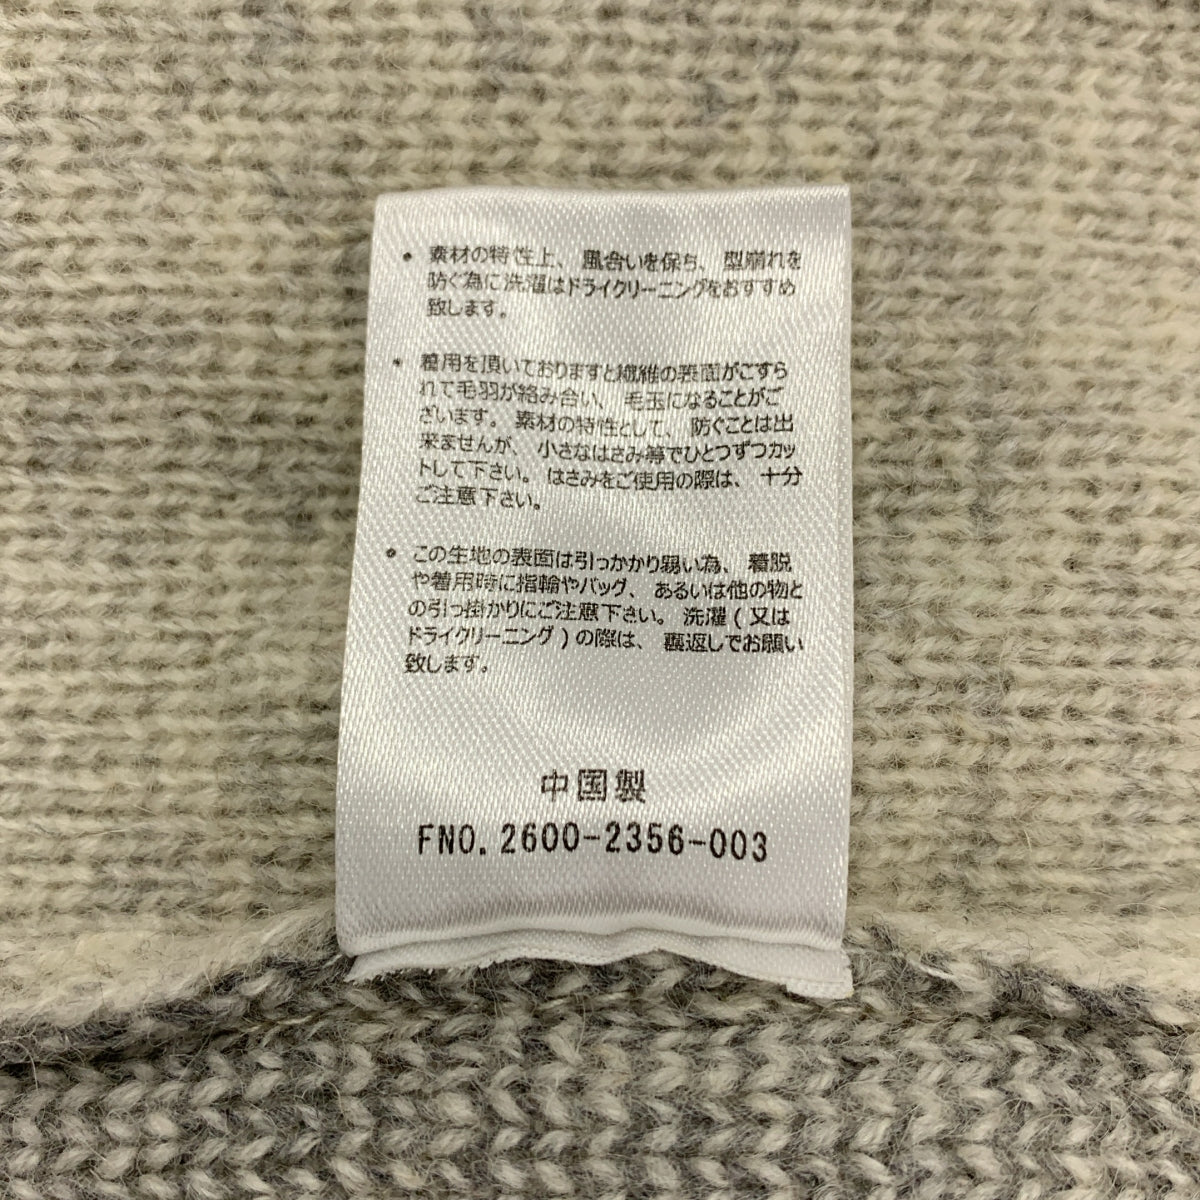 ・素材の特性上、風合いを保ち、型崩れを
防ぐ為に洗濯はドライクリーニングをおすすめ
致します。
・着用を頂いておりますと繊維の表面がこすら
れて毛羽が絡み合い、毛玉になることがご
ざいます。素材の特性として、防ぐことは出
来ませんが、小さなはさみ等でひとつずつカッ
トして下さい。はさみをご使用の際は、十分
ご注意下さい。
・この生地の表面は引っかかり弱い為、着脱
や着用時に指輪やバッグ、あるいは他の物と
の引っ掛かりにご注意下さい。洗濯(又は
ドライクリーニング)の際は、裏返しでお願い
致します。
中国製
FNO. 2600-2356-003